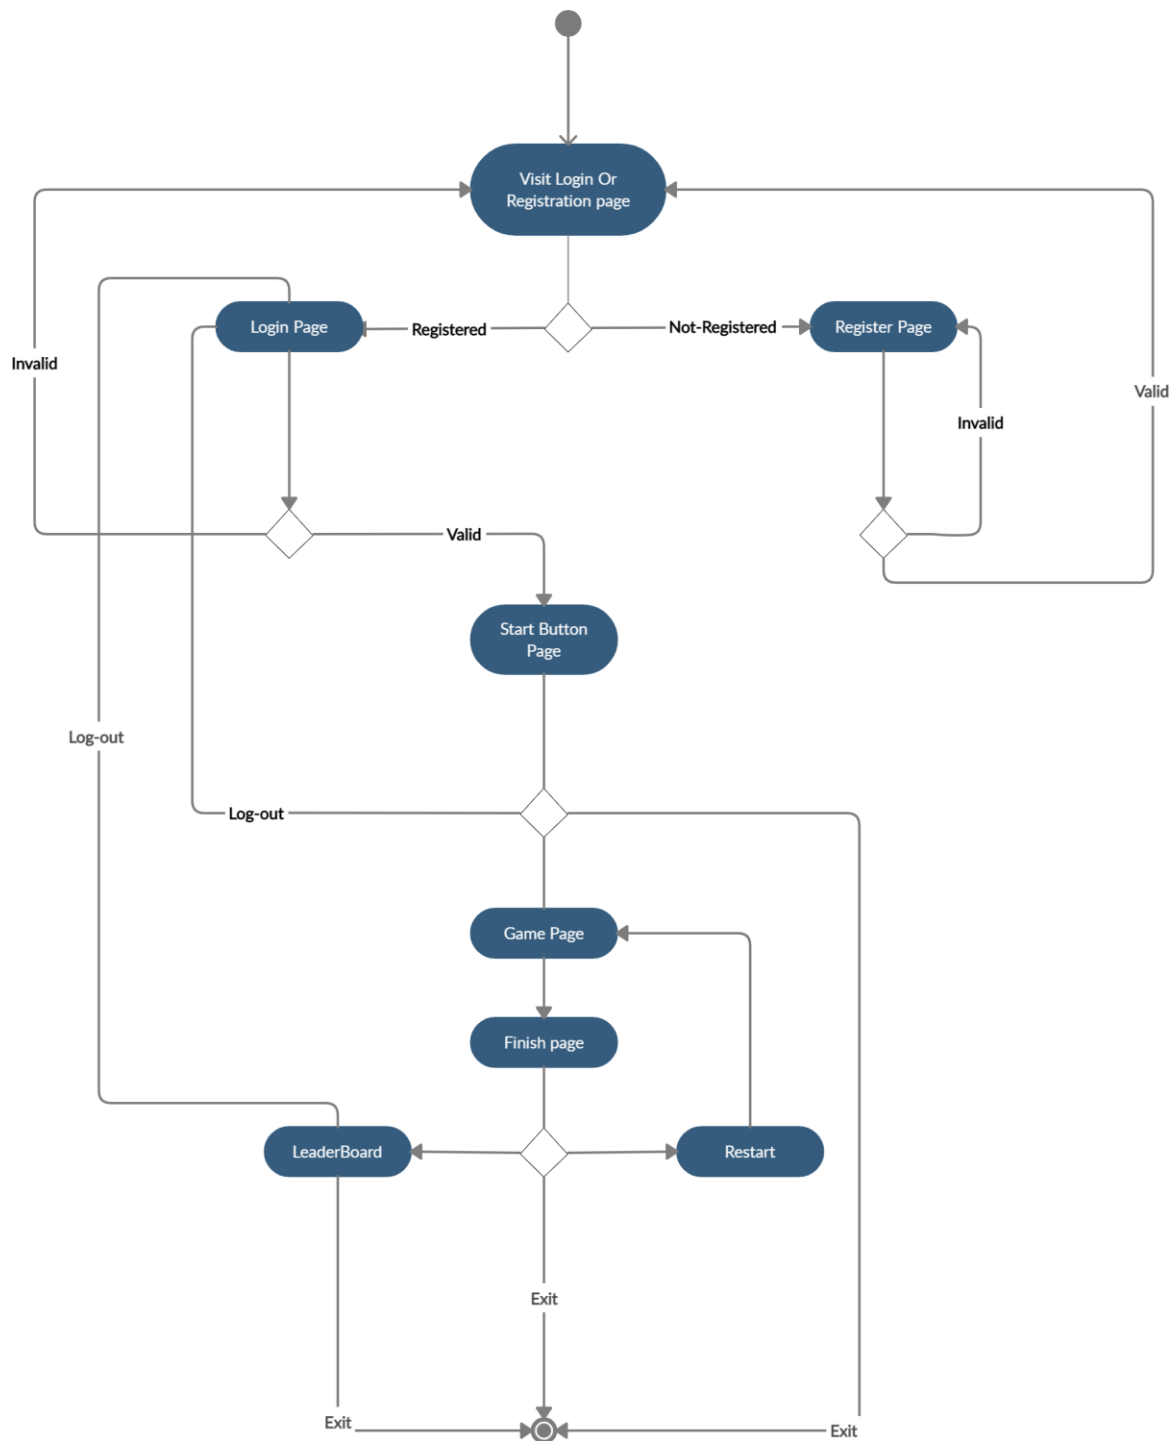 Visit Login Or
Registration page
Login Page
Registered
Not-Registered
Register Page
Invalid
Valid
Invalid
Valid
Start Button
Page
Log-out
Log-out
Game Page
Finish page
LeaderBoard
Restart
Exit
Exit
Exit